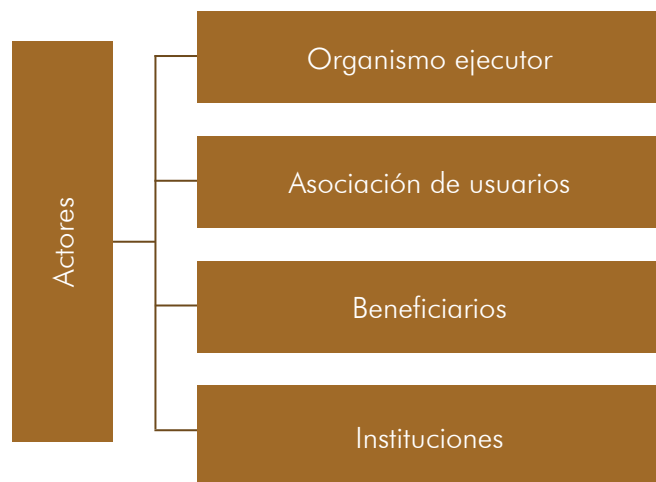 Actores
Organismo ejecutor
Asociación de usuarios
Beneficiarios
Instituciones